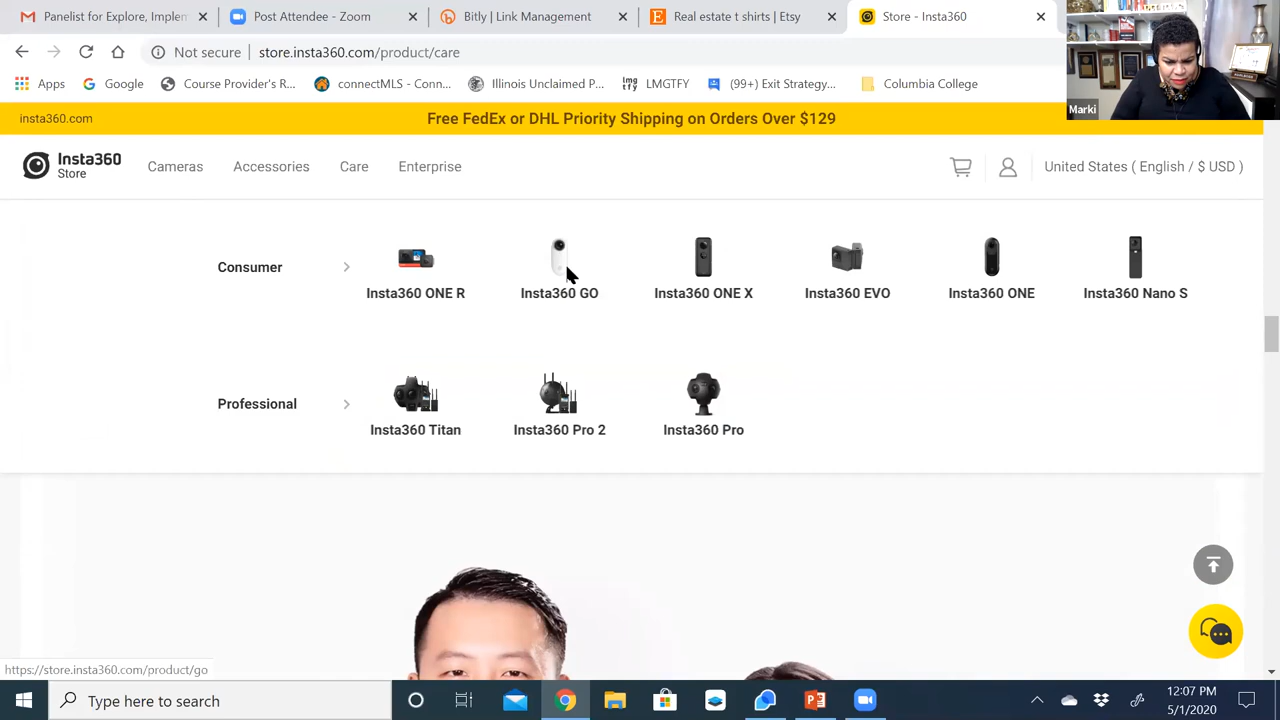 Panelist for Explore, Implem
Post Attendee - Zoom
Bitly | Link Management
Real estate t shirts | Etsy
Store - Insta360
Not secure
store.insta360.com/product/care
Apps
Google
Course Provider's R...
connectMLS - Conn...
Illinois Unclaimed P...
LMGTFY
(99+) Exit Strategy...
Columbia College
Marki
insta360.com
Free FedEx or DHL Priority Shipping on Orders Over $129
Insta360
Store
Cameras
Accessories
Care
Enterprise
United States ( English / $ USD )
Consumer
Insta360 ONE R
Insta360 GO
Insta360 ONE X
Insta360 EVO
Insta360 ONE
Insta360 Nano S
Professional
Insta360 Titan
Insta360 Pro 2
Insta360 Pro
https://store.insta360.com/product/go
Type here to search
12:07 PM
5/1/2020